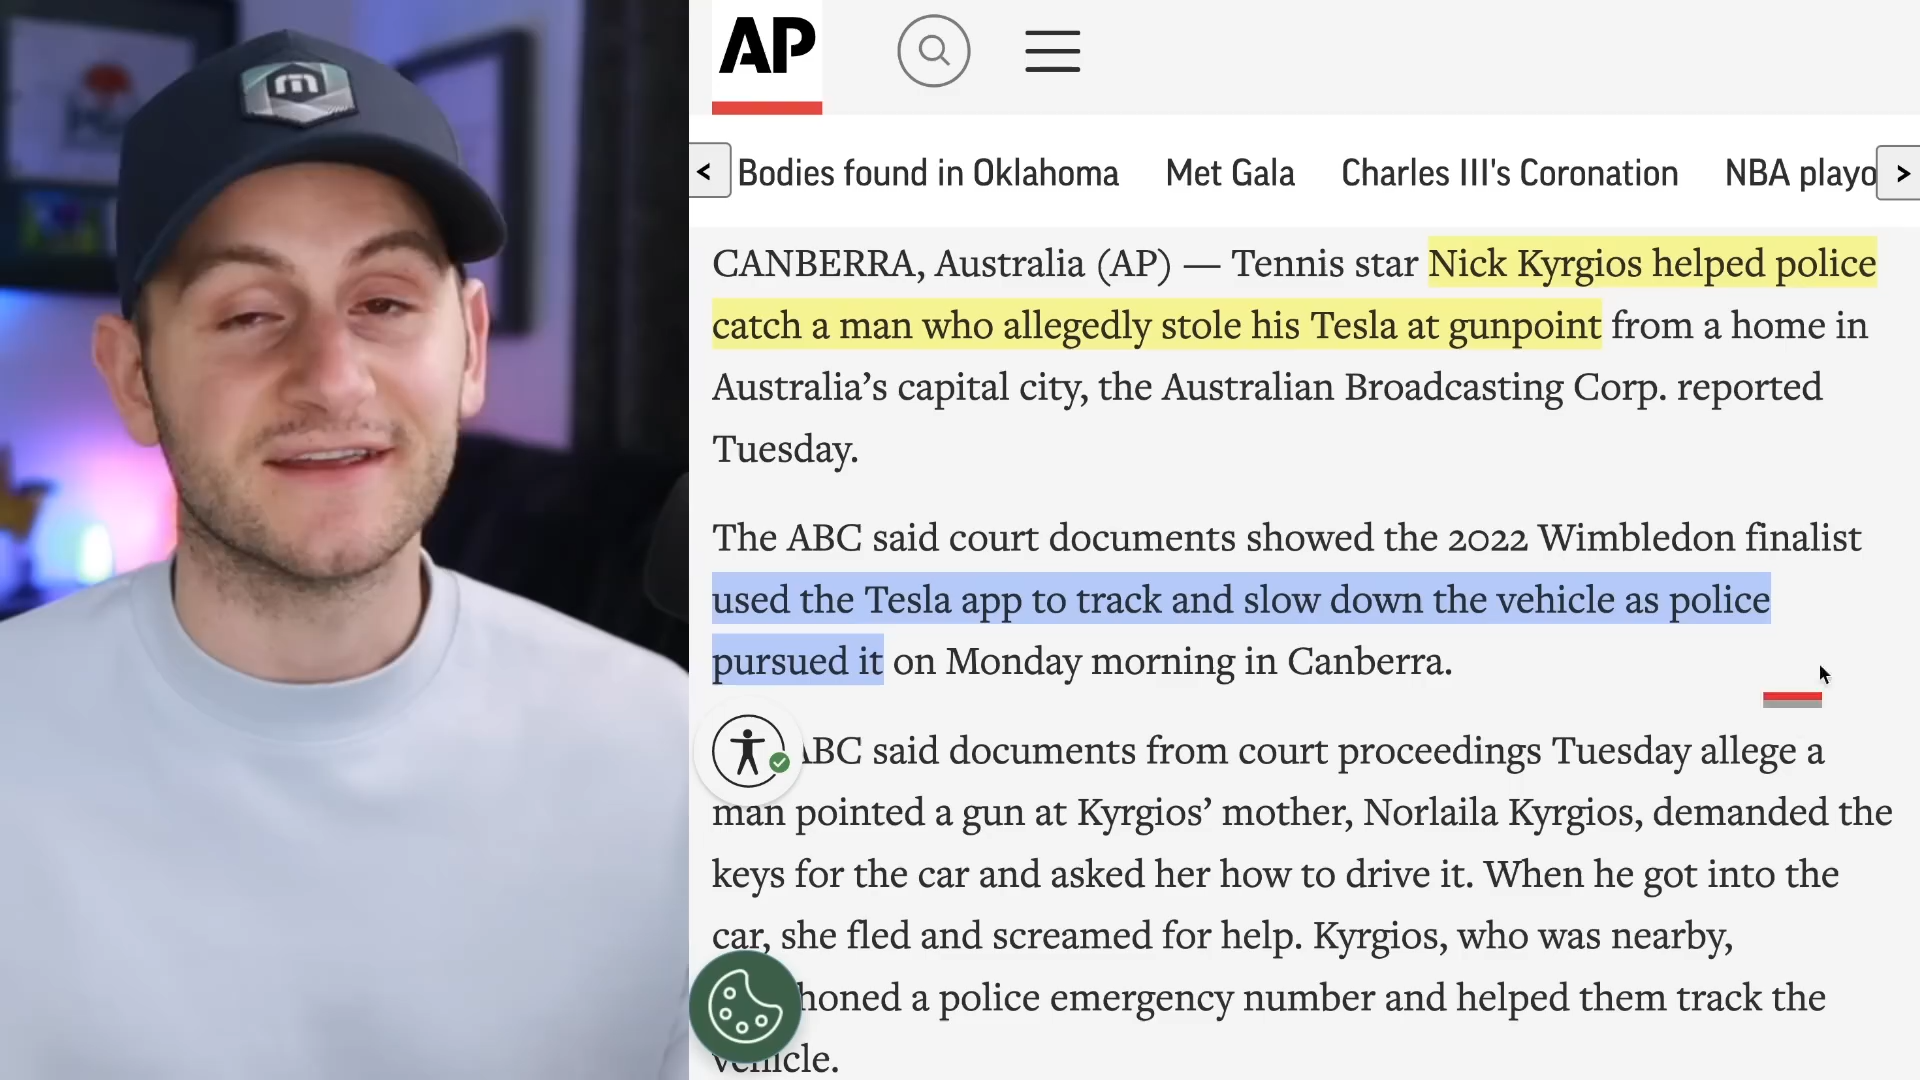 AP
< Bodies found in Oklahoma Met Gala Charles III's Coronation NBA playo >
CANBERRA, Australia (AP) — Tennis star Nick Kyrgios helped police
catch a man who allegedly stole his Tesla at gunpoint from a home in
Australia’s capital city, the Australian Broadcasting Corp. reported
Tuesday.
The ABC said court documents showed the 2022 Wimbledon finalist
used the Tesla app to track and slow down the vehicle as police
pursued it on Monday morning in Canberra.
ABC said documents from court proceedings Tuesday allege a
man pointed a gun at Kyrgios’ mother, Norlaila Kyrgios, demanded the
keys for the car and asked her how to drive it. When he got into the
car, she fled and screamed for help. Kyrgios, who was nearby,
honed a police emergency number and helped them track the
vehicle.